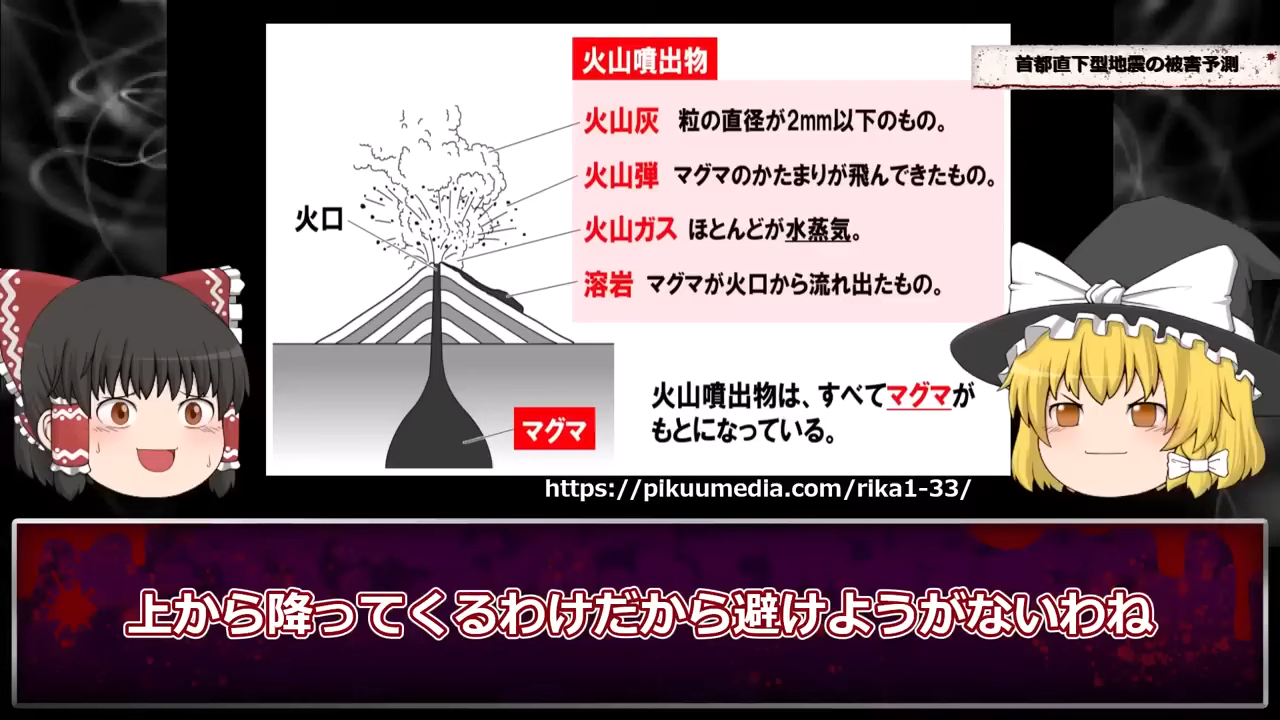 火山噴出物
首都直下型地震の被害予測
火山灰 粒の直径が2mm以下のもの。
火山弾 マグマのかたまりが飛んできたもの。
火口
火山ガス ほとんどが水蒸気。
溶岩 マグマが火口から流れ出たもの。
マグマ
火山噴出物は、すべてマグマが
もとになっている。
https://pikuumedia.com/rika1-33/
上から降ってくるわけだから避けようがないわね